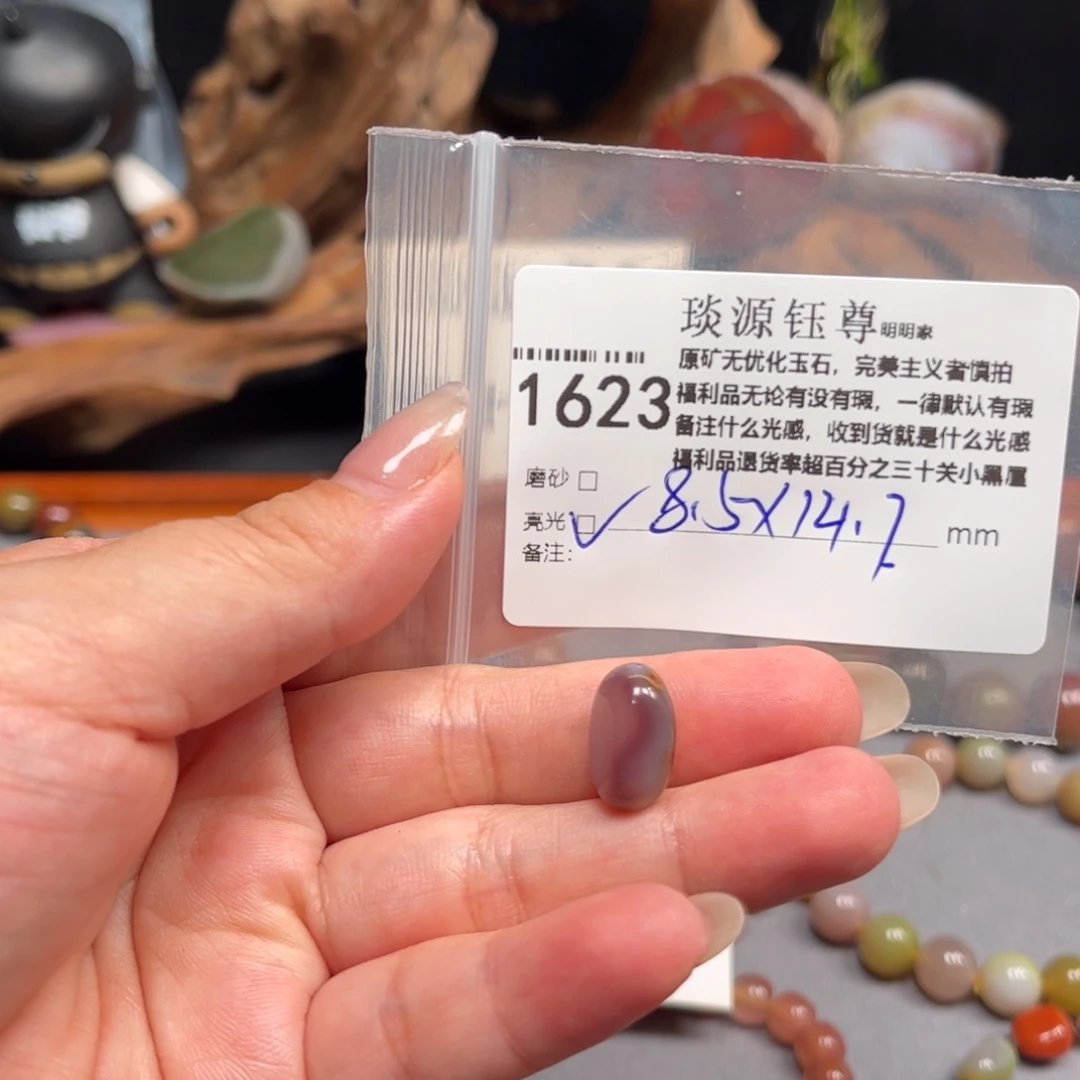 琰源钰尊明明家
原矿无优化玉石，完美主义者慎拍
1623
福利品无论有没有瑕，一律默认有瑕
备注什么光感，收到货就是什么光感
福利品退货率超百分之三十关小黑屋
磨砂 □
亮光 □ ✓ 8.5X14.7 mm
备注：